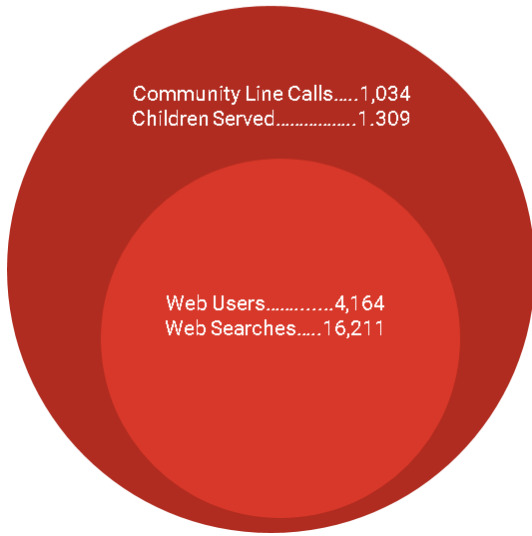 Community Line Calls.....1,034
Children Served.................1.309
Web Users.............4,164
Web Searches.....16,211